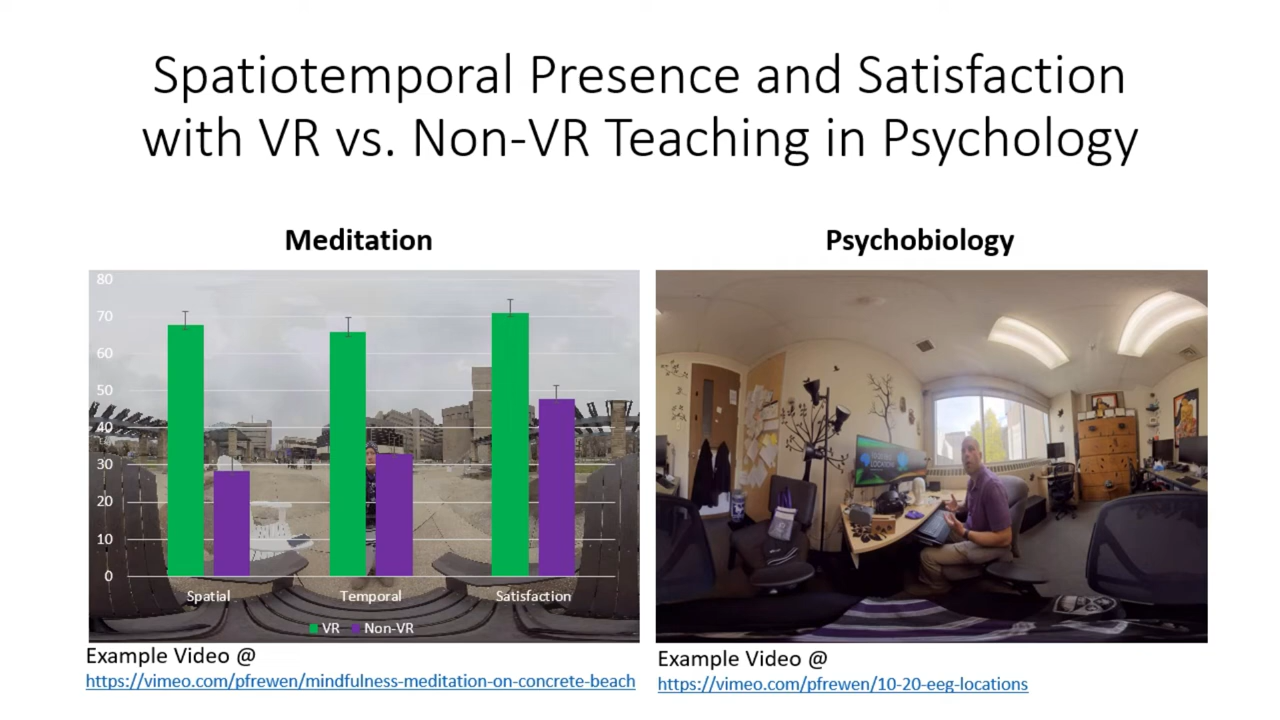 Spatiotemporal Presence and Satisfaction
with VR vs. Non-VR Teaching in Psychology
Meditation
Psychobiology
80
70
60
50
40
30
20
10
0
Spatial
Temporal
Satisfaction
VR
Non-VR
Example Video @
https://vimeo.com/pfrewen/mindfulness-meditation-on-concrete-beach
Example Video @
https://vimeo.com/pfrewen/10-20-eeg-locations